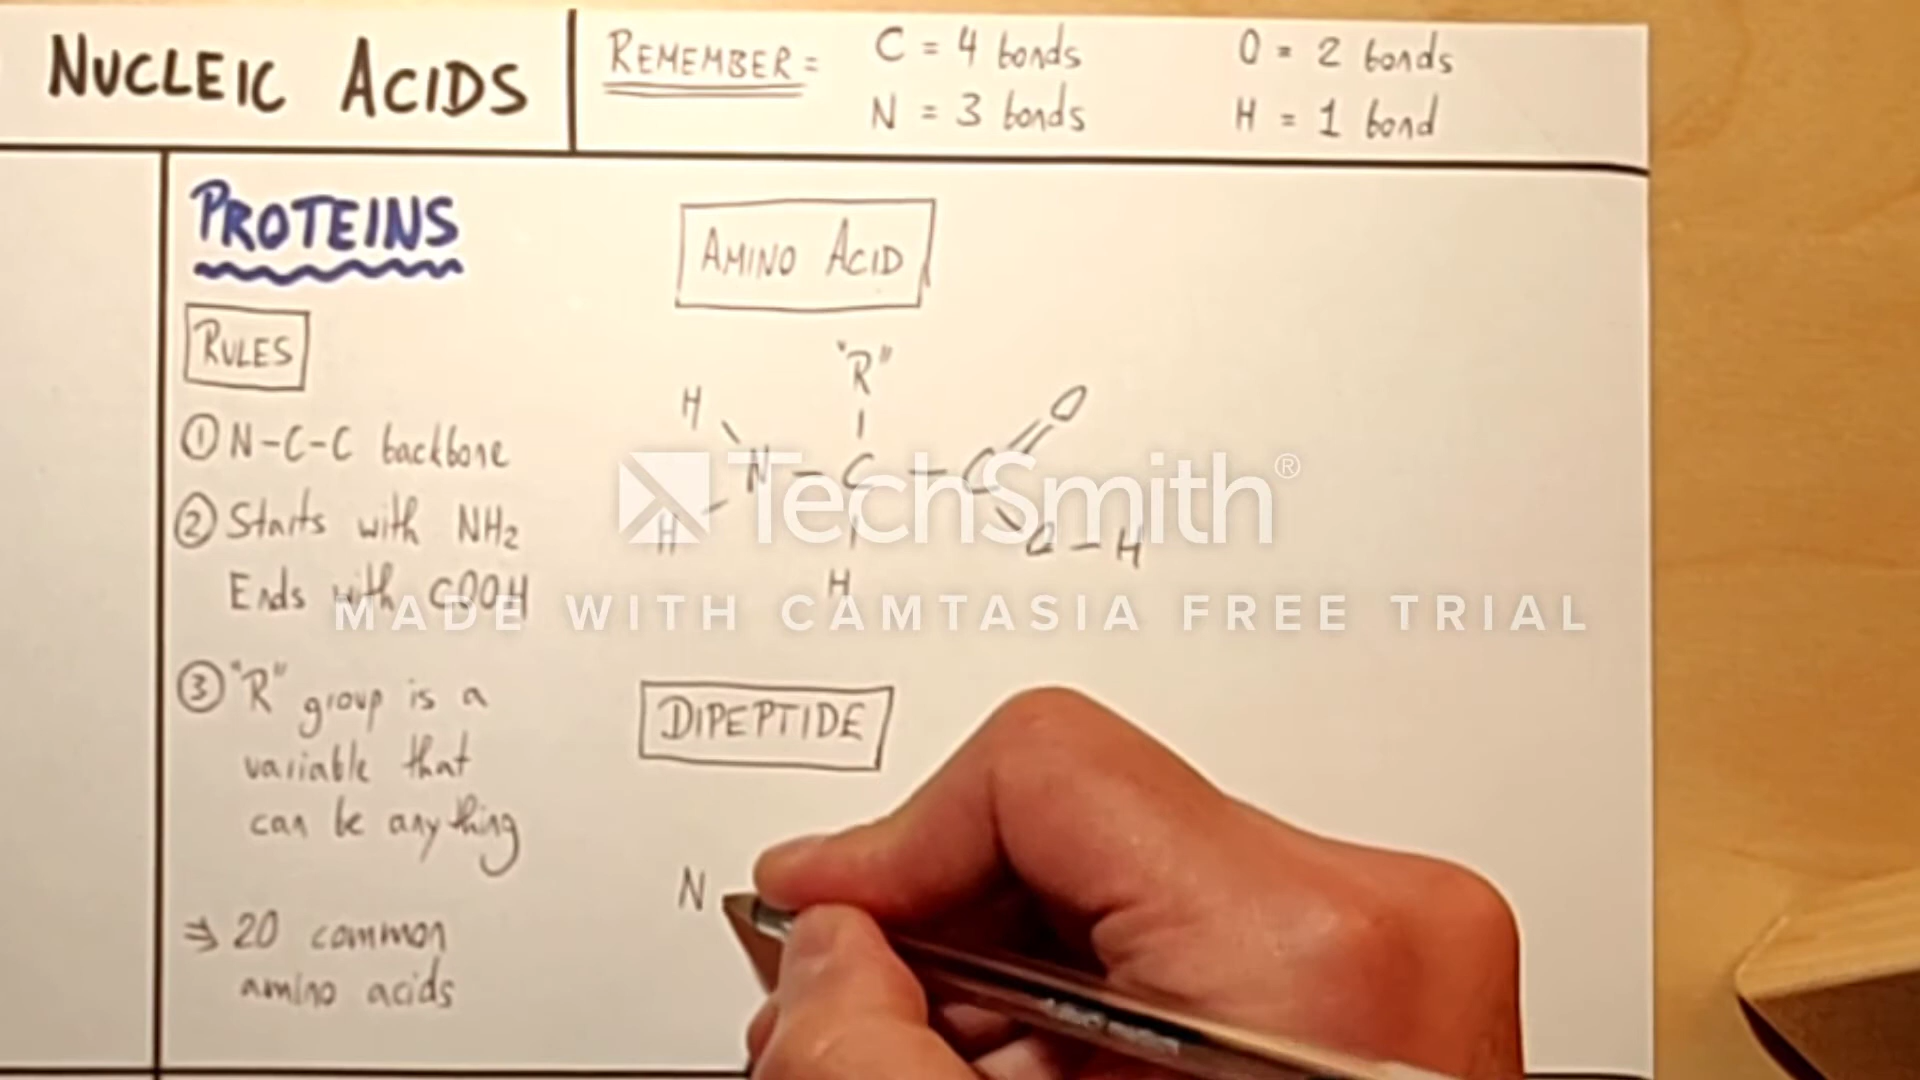 NUCLEIC ACIDS
REMEMBER =
C = 4 bonds
N = 3 bonds
O = 2 bonds
H = 1 bond
PROTEINS
RULES
① N-C-C backbone
② Starts with NH2
Ends with COOH
③ "R" group is a
variable that
can be anything
⇒ 20 common
amino acids
AMINO ACID
"R"
H O
N - C - C
H O - H
H
TechSmith®
MADE WITH CAMTASIA FREE TRIAL
DIPEPTIDE
N